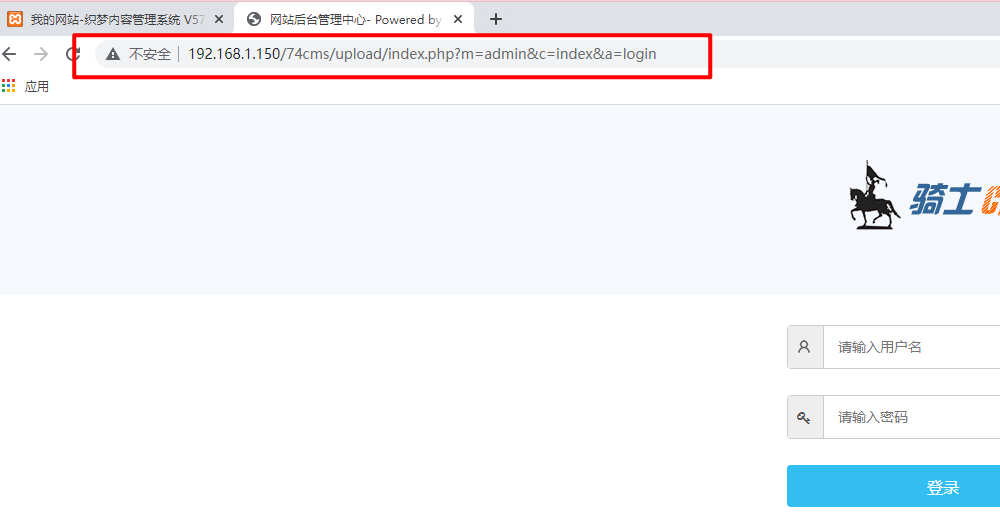 我的网站-织梦内容管理系统 V57
网站后台管理中心- Powered by
不安全 192.168.1.150/74cms/upload/index.php?m=admin&c=index&a=login
应用
骑士
请输入用户名
请输入密码
登录